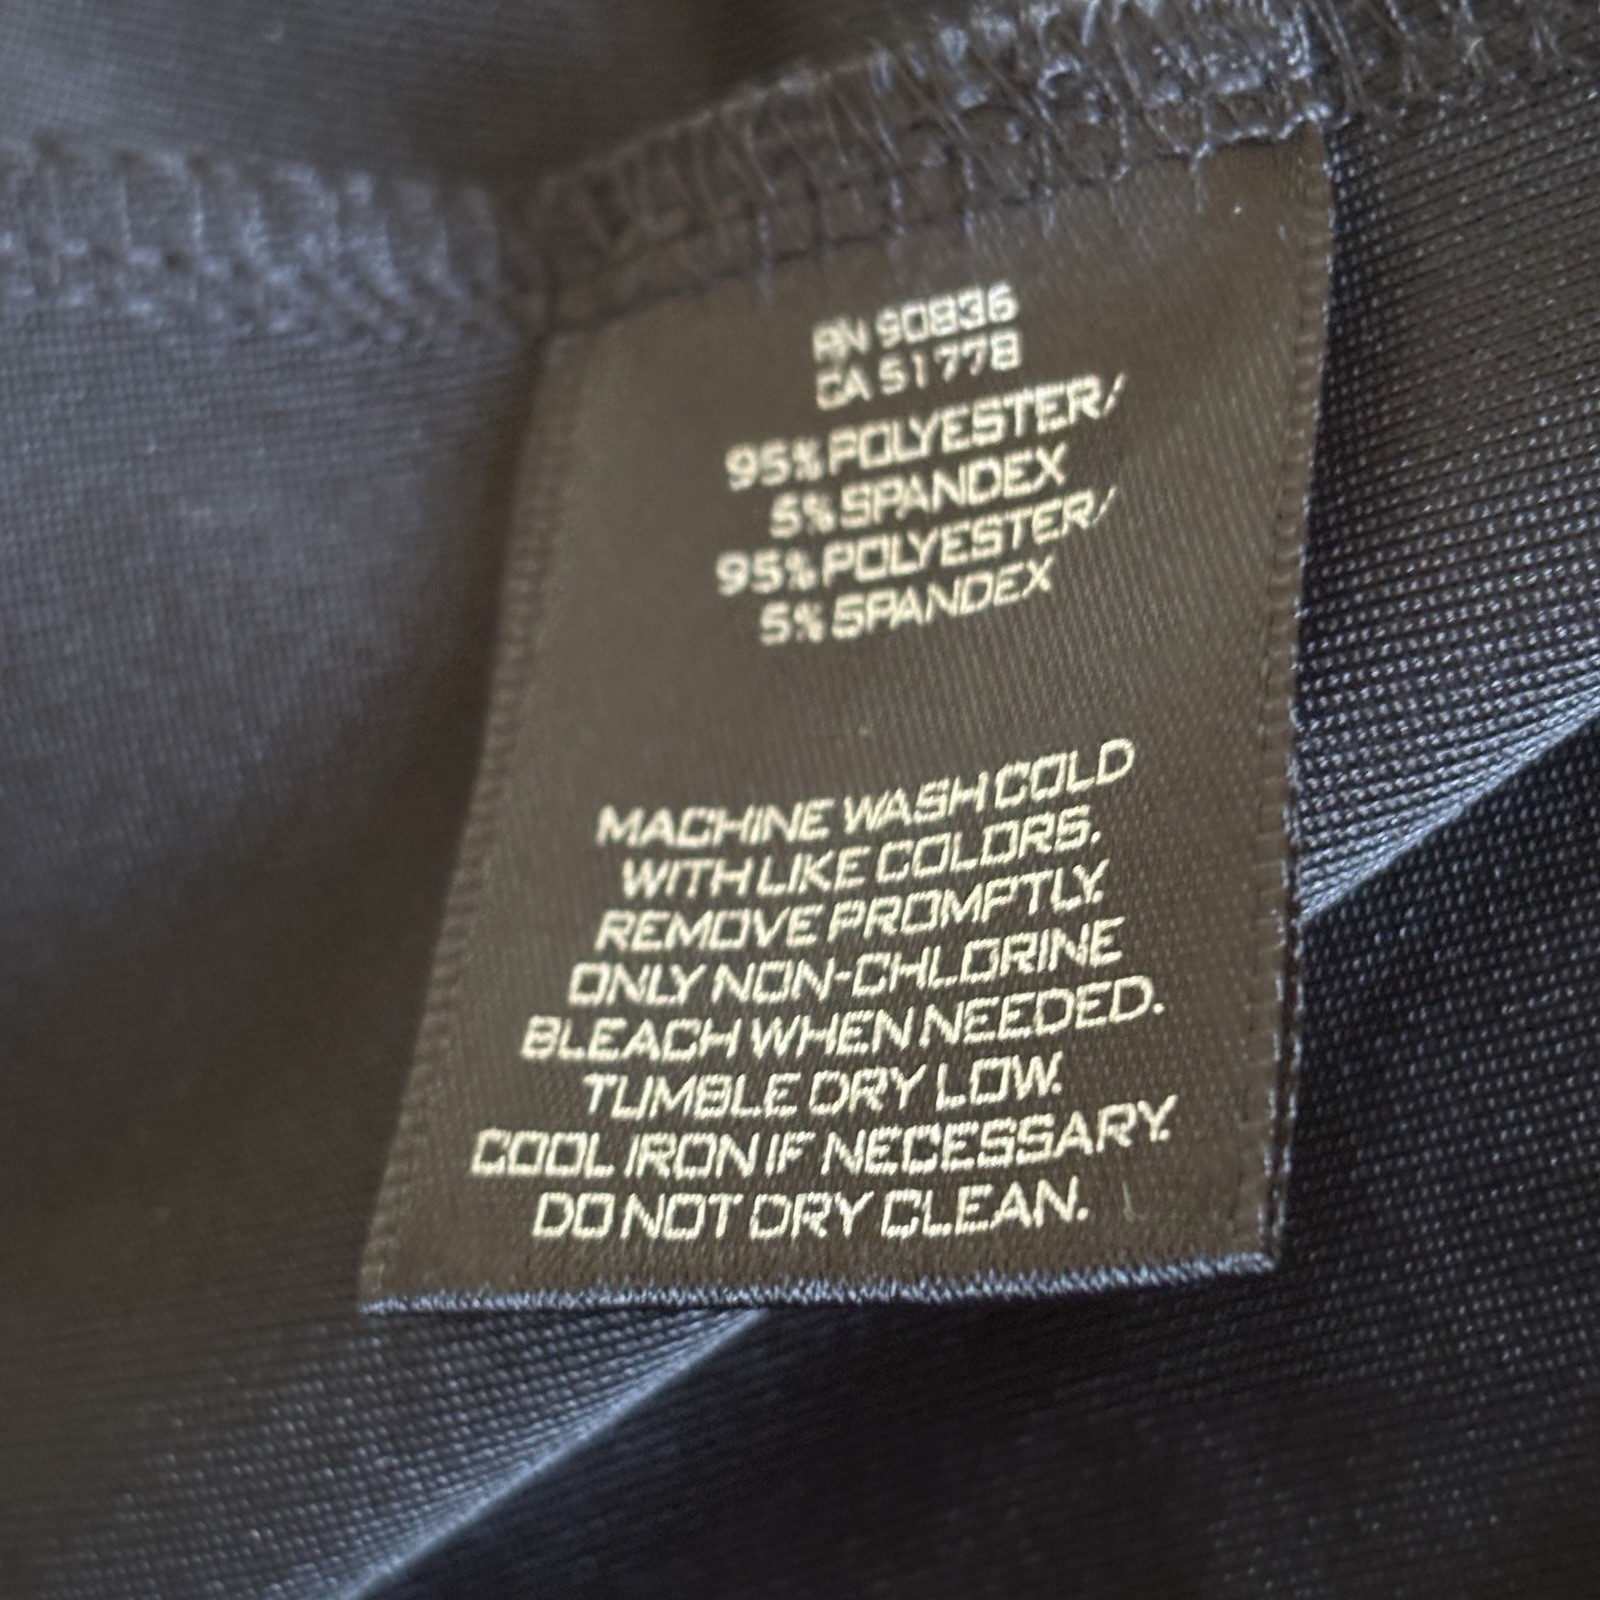 RN 90836
CA 51778
95% POLYESTER/
5% SPANDEX
95% POLYESTER/
5% SPANDEX
MACHINE WASH COLD
WITH LIKE COLORS.
REMOVE PROMPTLY.
ONLY NON-CHLORINE
BLEACH WHEN NEEDED.
TUMBLE DRY LOW.
COOL IRON IF NECESSARY.
DO NOT DRY CLEAN.